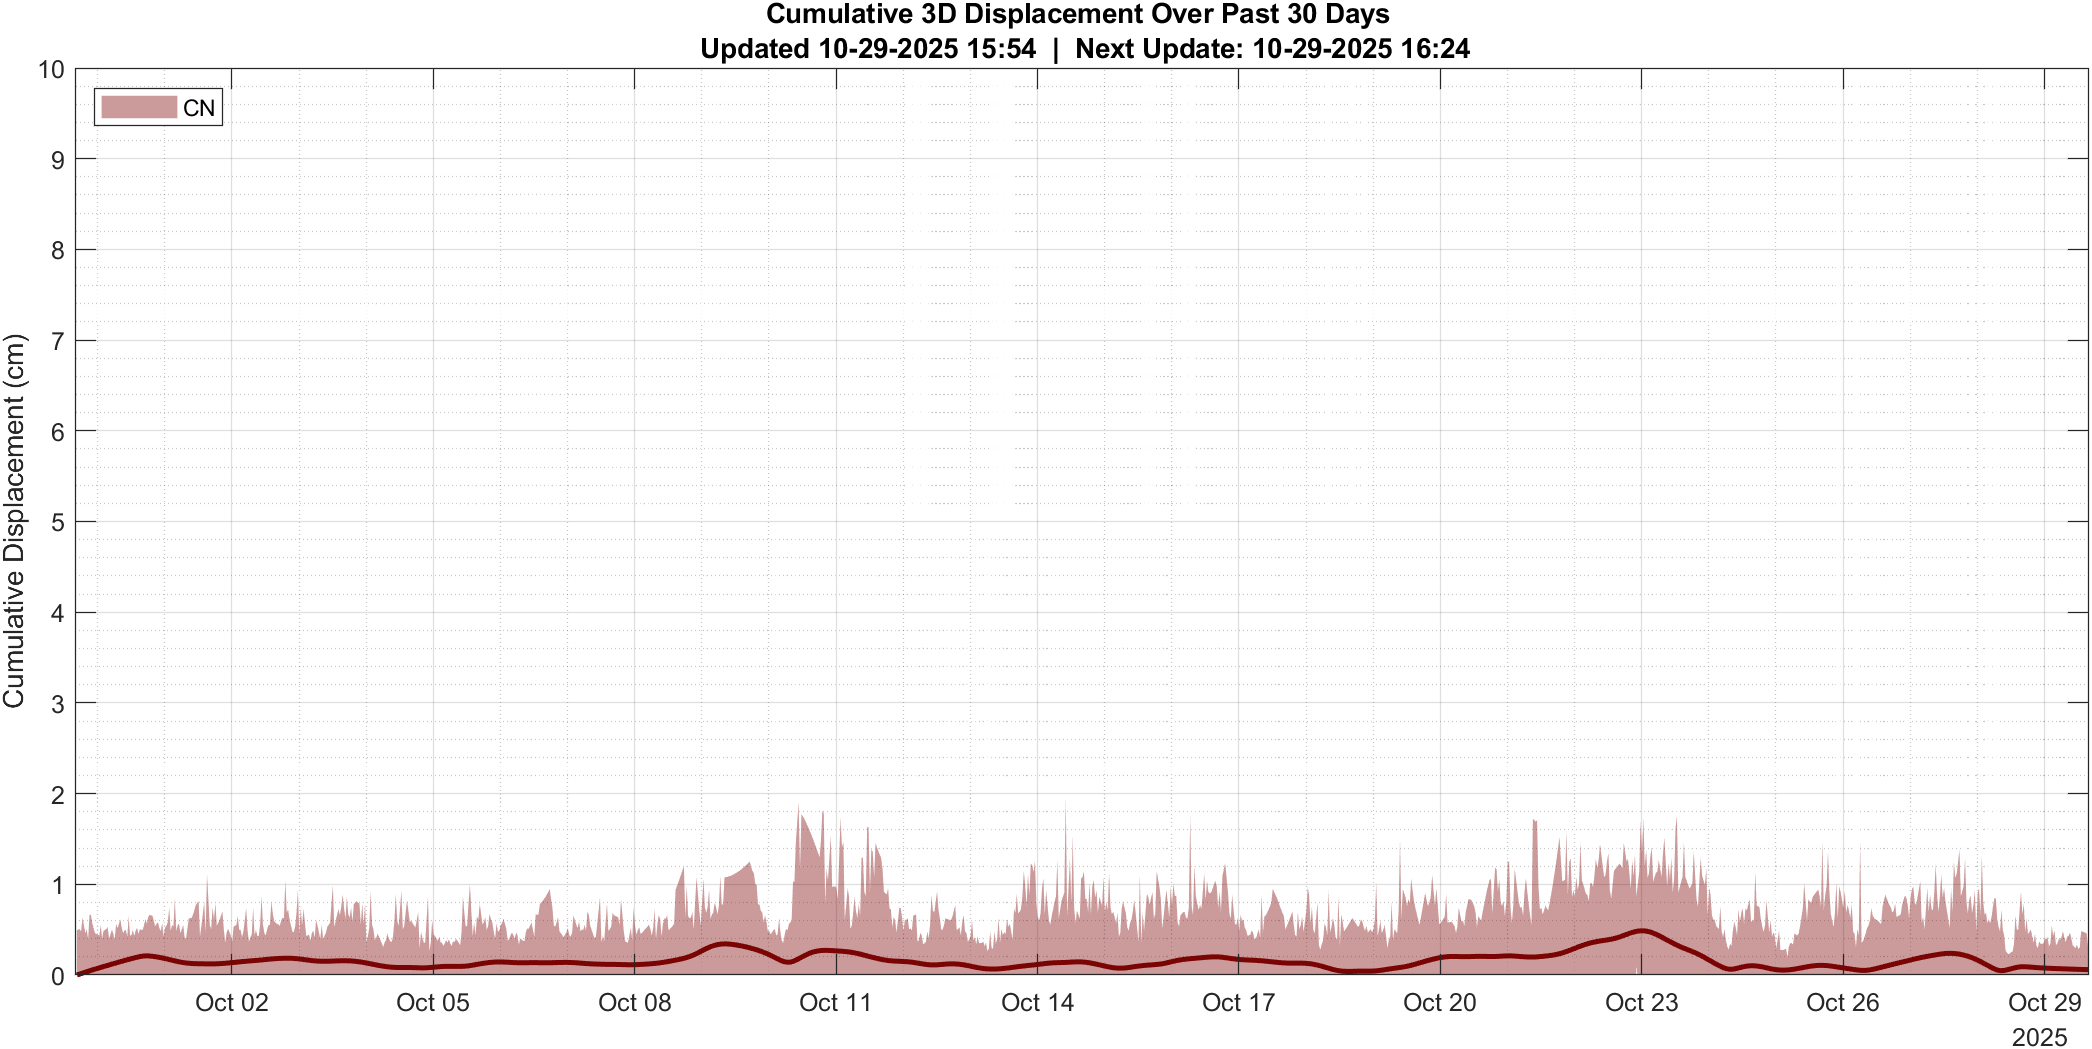 Cumulative 3D Displacement Over Past 30 Days
Updated 10-29-2025 15:54 | Next Update: 10-29-2025 16:24
CN
Cumulative Displacement (cm)
10
9
8
7
6
5
4
3
2
1
0
Oct 02
Oct 05
Oct 08
Oct 11
Oct 14
Oct 17
Oct 20
Oct 23
Oct 26
Oct 29
2025